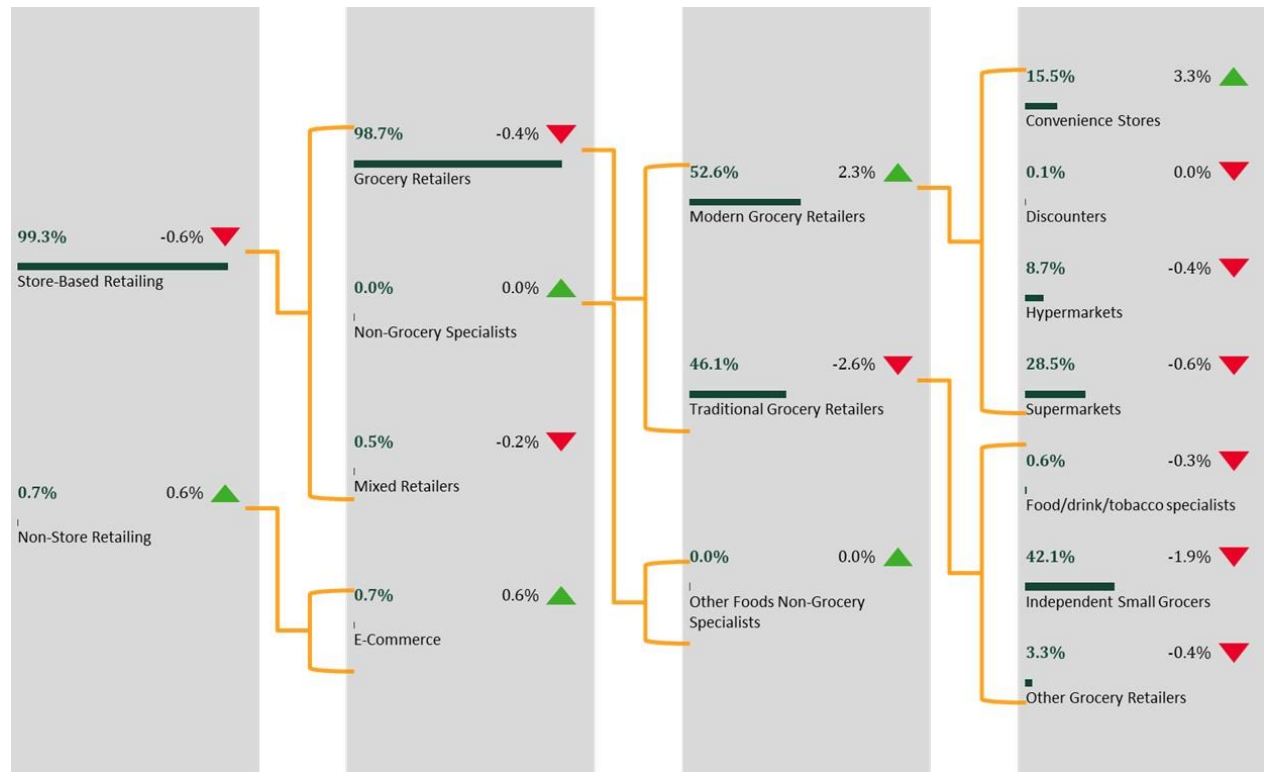 99.3% -0.6%
Store-Based Retailing
0.7% 0.6%
Non-Store Retailing
98.7% -0.4%
Grocery Retailers
0.0% 0.0%
Non-Grocery Specialists
0.5% -0.2%
Mixed Retailers
0.7% 0.6%
E-Commerce
52.6% 2.3%
Modern Grocery Retailers
46.1% -2.6%
Traditional Grocery Retailers
0.0% 0.0%
Other Foods Non-Grocery
Specialists
15.5% 3.3%
Convenience Stores
0.1% 0.0%
Discounters
8.7% -0.4%
Hypermarkets
28.5% -0.6%
Supermarkets
0.6% -0.3%
Food/drink/tobacco specialists
42.1% -1.9%
Independent Small Grocers
3.3% -0.4%
Other Grocery Retailers